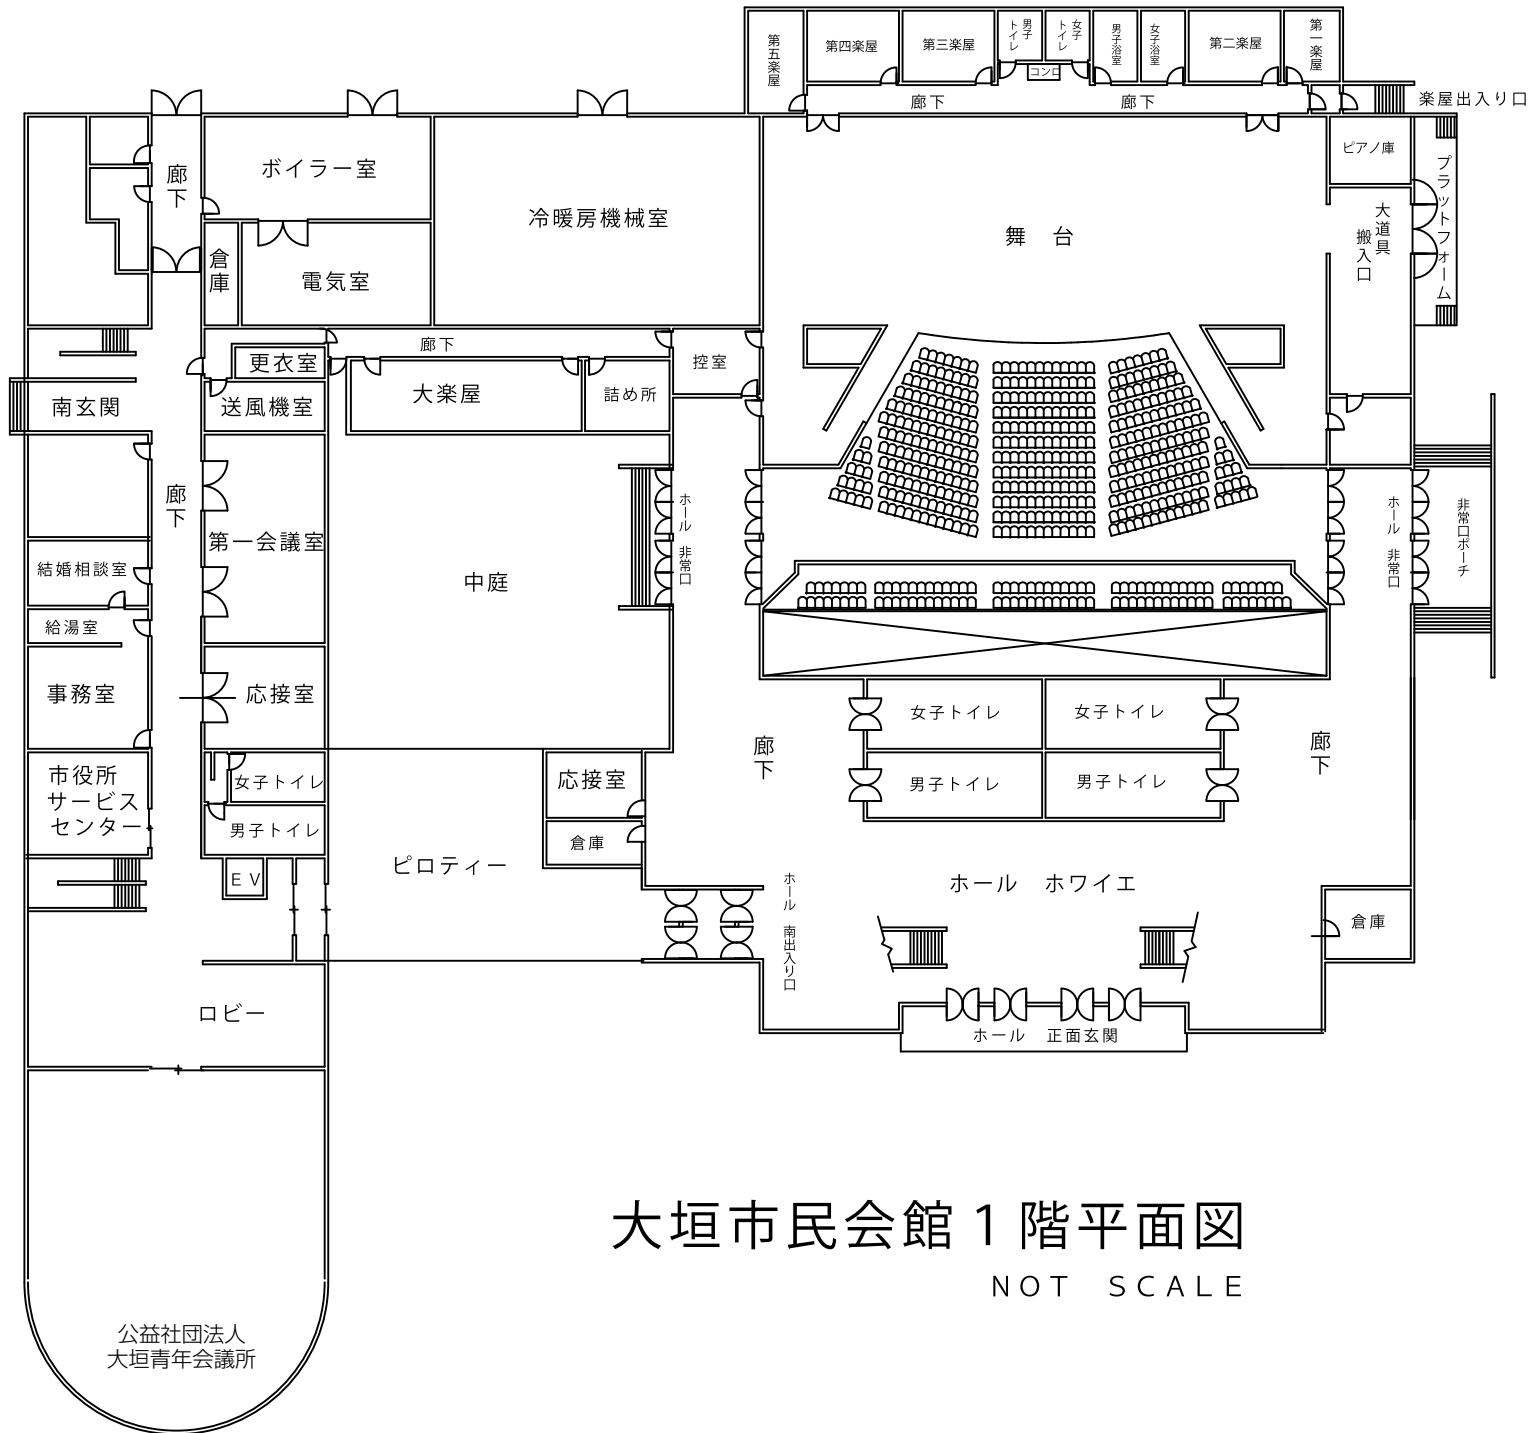 第五楽屋
第四楽屋
第三楽屋
男子
トイレ
女子
トイレ
コンロ
男子浴室
女子浴室
第二楽屋
第一楽屋
廊下
廊下
楽屋出入り口
廊下
ボイラー室
冷暖房機械室
倉庫
電気室
舞　台
ピアノ庫
大道具
搬入口
プラットフォーム
廊下
控室
更衣室
南玄関
送風機室
大楽屋
詰め所
廊下
第一会議室
中庭
ホール　非常口
ホール　非常口
非常口ポーチ
結婚相談室
給湯室
事務室
応接室
女子トイレ
女子トイレ
廊下
廊下
市役所
サービス
センター
女子トイレ
男子トイレ
応接室
倉庫
男子トイレ
男子トイレ
ＥＶ
ピロティー
ホール　南出入り口
ホール　ホワイエ
倉庫
ロビー
ホール　正面玄関
大垣市民会館１階平面図
ＮＯＴ　ＳＣＡＬＥ
公益社団法人
大垣青年会議所